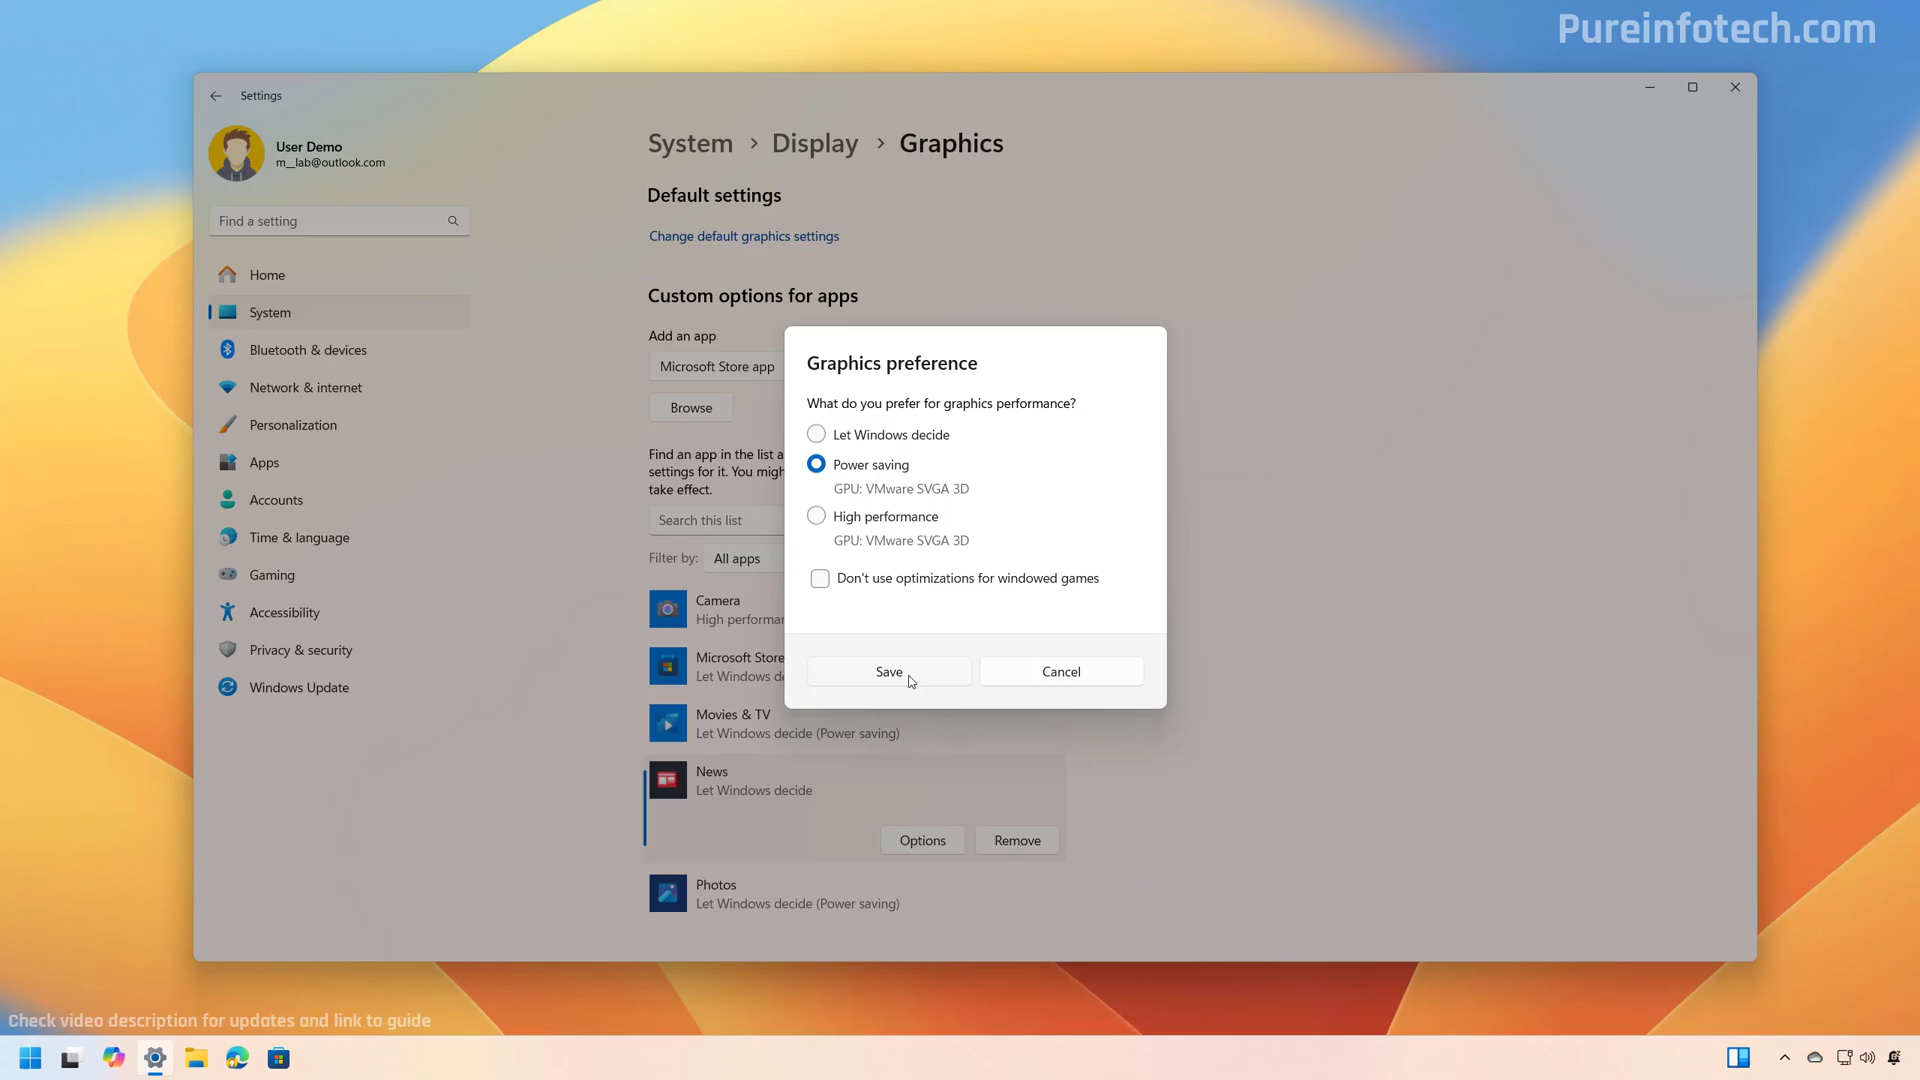 Pureinfotech.com
Settings
User Demo
m__lab@outlook.com
Find a setting
Home
System
Bluetooth & devices
Network & internet
Personalization
Apps
Accounts
Time & language
Gaming
Accessibility
Privacy & security
Windows Update
System > Display > Graphics
Default settings
Change default graphics settings
Custom options for apps
Add an app
Microsoft Store app
Browse
Find an app in the list a
settings for it. You migh
take effect.
Search this list
Filter by: All apps
Camera
High performa
Microsoft Store
Let Windows de
Movies & TV
Let Windows decide (Power saving)
News
Let Windows decide
Options
Remove
Photos
Let Windows decide (Power saving)
Graphics preference
What do you prefer for graphics performance?
Let Windows decide
Power saving
GPU: VMware SVGA 3D
High performance
GPU: VMware SVGA 3D
Don't use optimizations for windowed games
Save
Cancel
Check video description for updates and link to guide